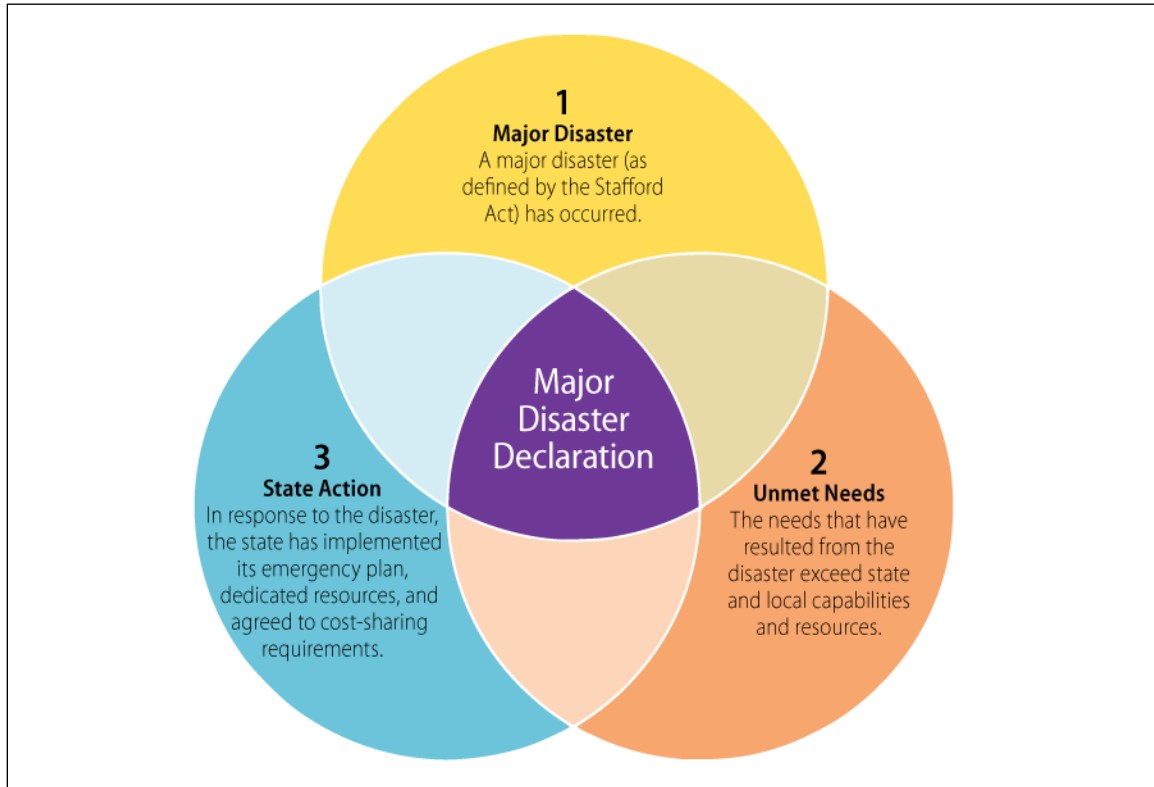 1
Major Disaster
A major disaster (as
defined by the Stafford
Act) has occurred.
Major
Disaster
Declaration
3
State Action
In response to the disaster,
the state has implemented
its emergency plan,
dedicated resources, and
agreed to cost-sharing
requirements.
2
Unmet Needs
The needs that have
resulted from the
disaster exceed state
and local capabilities
and resources.